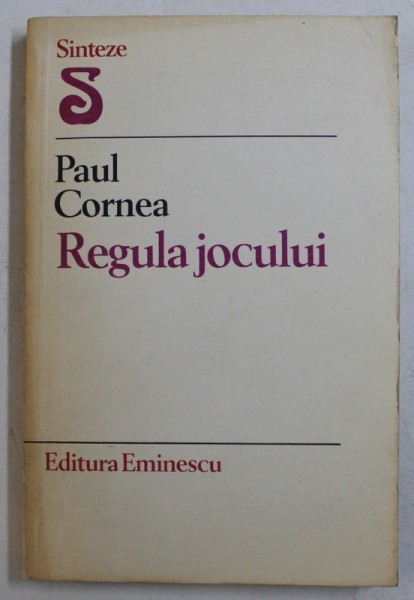 Sinteze
S
Paul
Cornea
Regula jocului
Editura Eminescu